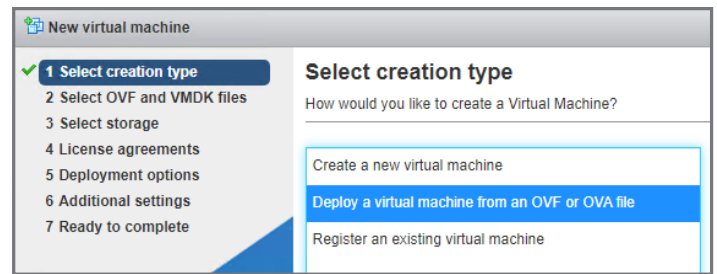 New virtual machine
1 Select creation type
2 Select OVF and VMDK files
3 Select storage
4 License agreements
5 Deployment options
6 Additional settings
7 Ready to complete
Select creation type
How would you like to create a Virtual Machine?
Create a new virtual machine
Deploy a virtual machine from an OVF or OVA file
Register an existing virtual machine